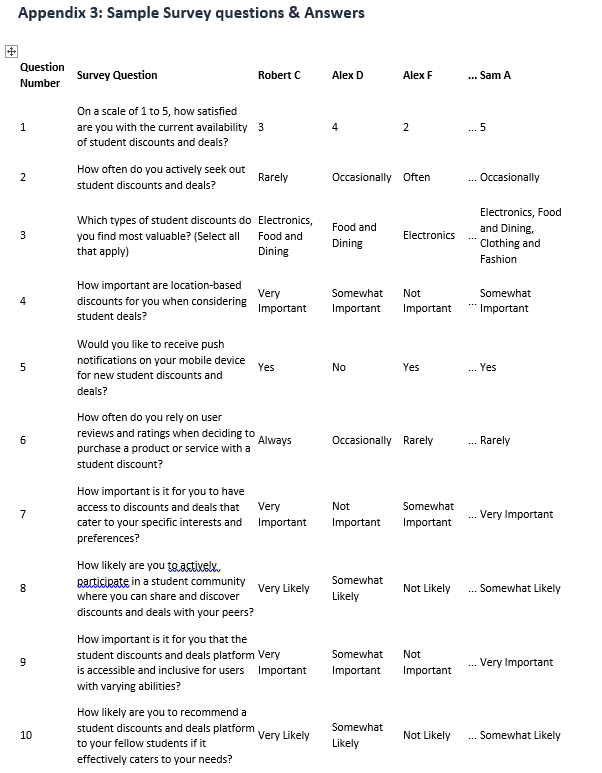 Appendix 3: Sample Survey questions & Answers
Question Number Survey Question Robert C Alex D Alex F ... Sam A
1 On a scale of 1 to 5, how satisfied are you with the current availability of student discounts and deals? 3 4 2 ... 5
2 How often do you actively seek out student discounts and deals? Rarely Occasionally Often ... Occasionally
3 Which types of student discounts do you find most valuable? (Select all that apply) Electronics, Food and Dining Food and Dining Electronics ... Electronics, Food and Dining, Clothing and Fashion
4 How important are location-based discounts for you when considering student deals? Very Important Somewhat Important Not Important ... Somewhat Important
5 Would you like to receive push notifications on your mobile device for new student discounts and deals? Yes No Yes ... Yes
6 How often do you rely on user reviews and ratings when deciding to purchase a product or service with a student discount? Always Occasionally Rarely ... Rarely
7 How important is it for you to have access to discounts and deals that cater to your specific interests and preferences? Very Important Not Important Somewhat Important ... Very Important
8 How likely are you to actively participate in a student community where you can share and discover discounts and deals with your peers? Very Likely Somewhat Likely Not Likely ... Somewhat Likely
9 How important is it for you that the student discounts and deals platform is accessible and inclusive for users with varying abilities? Very Important Somewhat Important Not Important ... Very Important
10 How likely are you to recommend a student discounts and deals platform to your fellow students if it effectively caters to your needs? Very Likely Somewhat Likely Not Likely ... Somewhat Likely